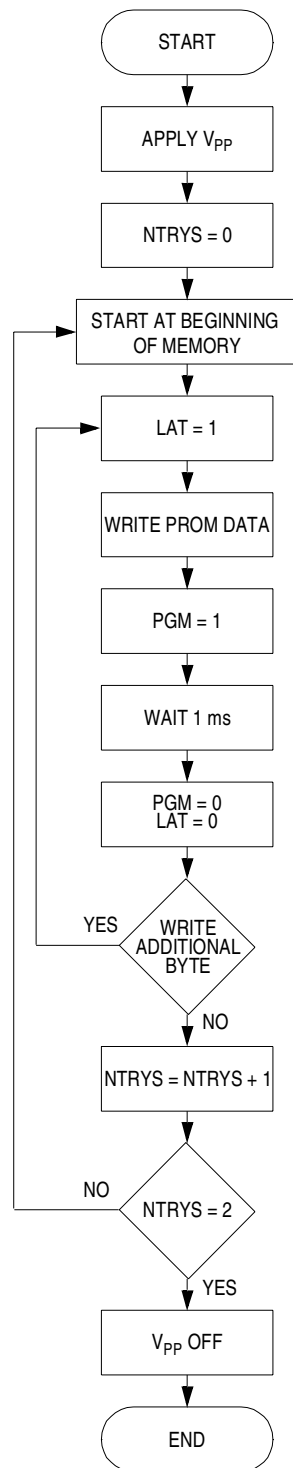 START
APPLY VPP
NTRYS = 0
START AT BEGINNING
OF MEMORY
LAT = 1
WRITE PROM DATA
PGM = 1
WAIT 1 ms
PGM = 0
LAT = 0
YES
WRITE
ADDITIONAL
BYTE
NO
NTRYS = NTRYS + 1
NO
NTRYS = 2
YES
VPP OFF
END